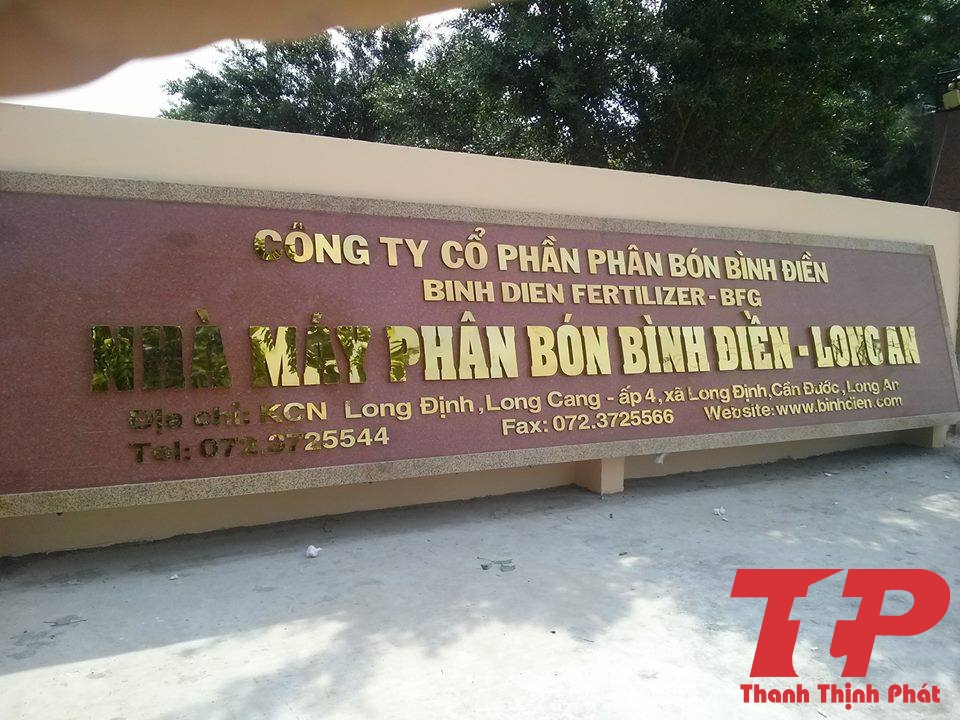 CÔNG TY CỔ PHẦN PHÂN BÓN BÌNH ĐIỀN
BINH DIEN FERTILIZER - BFG
NHÀ MÁY PHÂN BÓN BÌNH ĐIỀN - LONG AN
Địa chỉ: KCN Long Định, Long Cang - ấp 4, xã Long Định, Cần Đước, Long An
Tel: 072.3725544 Fax: 072.3725566 Website: www.binhdien.com
TP
Thanh Thịnh Phát